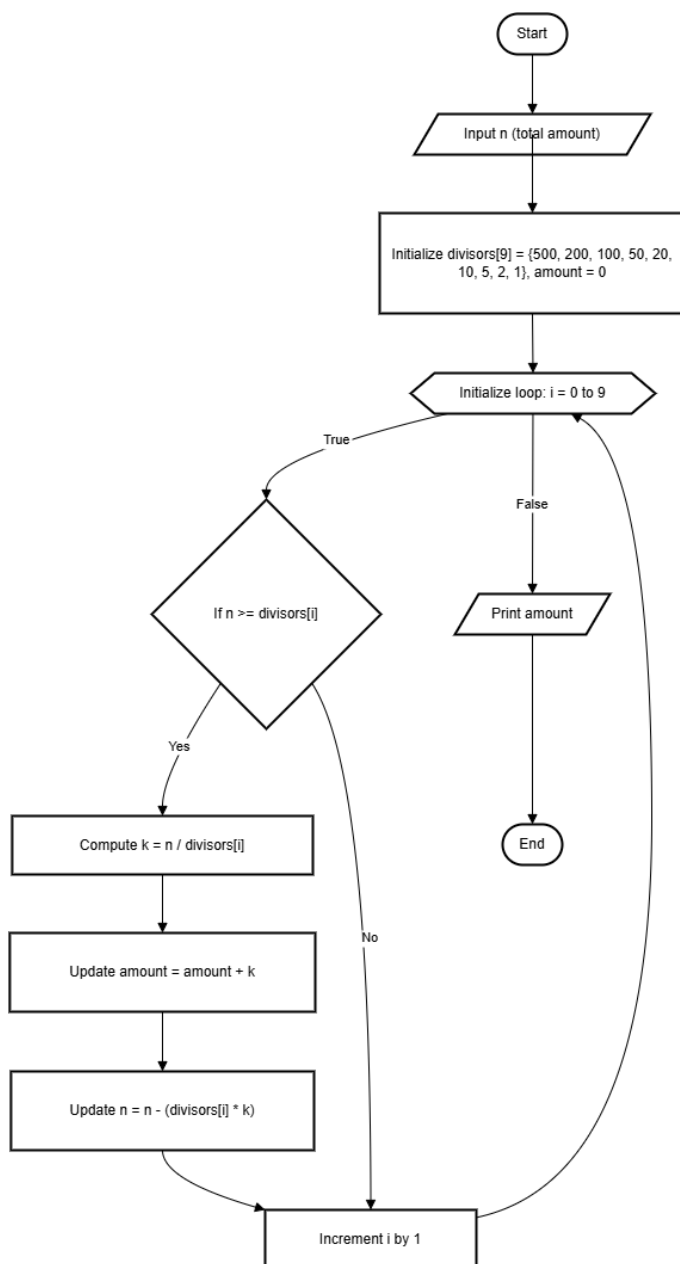 Start
Input n (total amount)
Initialize divisors[9] = {500, 200, 100, 50, 20,
10, 5, 2, 1}, amount = 0
Initialize loop: i = 0 to 9
True
False
If n >= divisors[i]
Print amount
Yes
Compute k = n / divisors[i]
End
No
Update amount = amount + k
Update n = n - (divisors[i] * k)
Increment i by 1